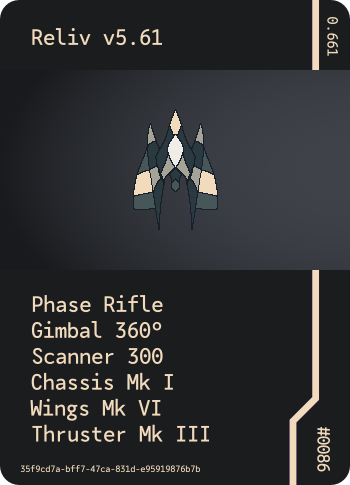 Reliv v5.61
0.661
Phase Rifle
Gimbal 360°
Scanner 300
Chassis Mk I
Wings Mk VI
Thruster Mk III
#0086
35f9cd7a-bff7-47ca-831d-e95919876b7b